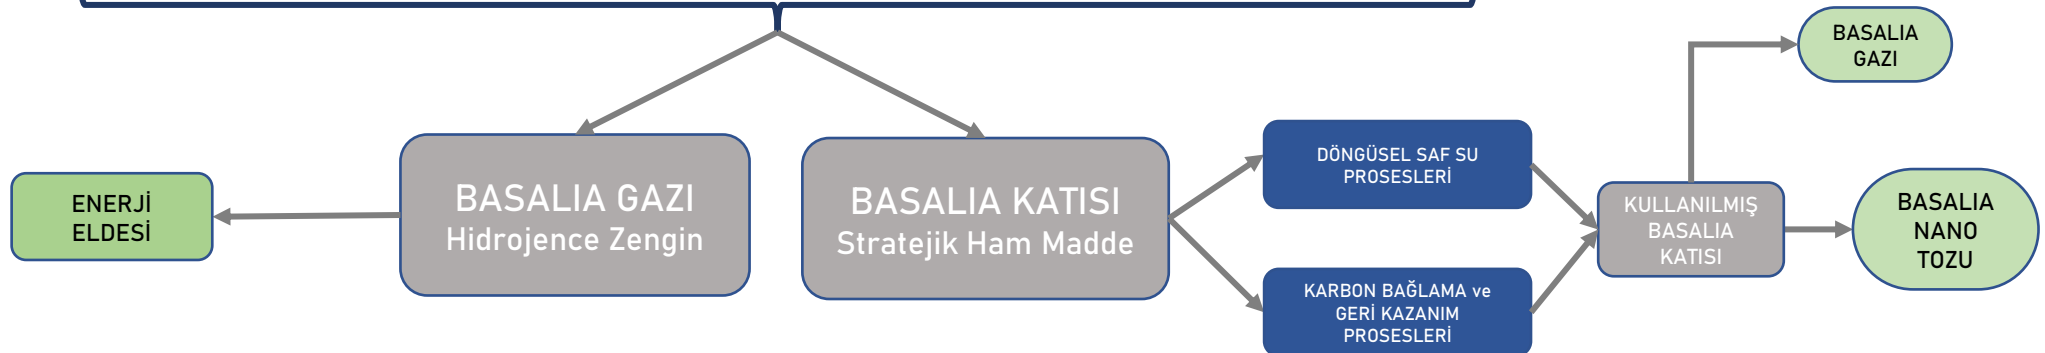 ENERJİ
ELDESİ
BASALIA GAZI
Hidrojence Zengin
BASALIA KATISI
Stratejik Ham Madde
DÖNGÜSEL SAF SU
PROSESLERİ
KARBON BAĞLAMA ve
GERİ KAZANIM
PROSESLERİ
KULLANILMIŞ
BASALIA
KATISI
BASALIA
GAZI
BASALIA
NANO
TOZU